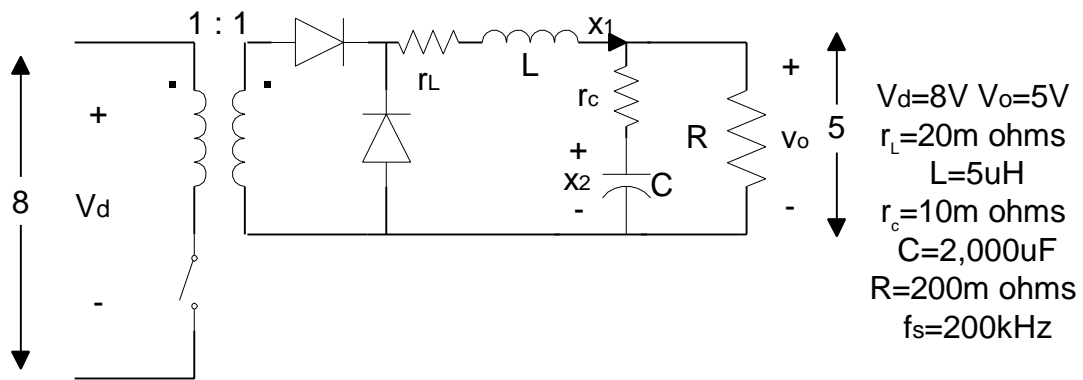 1 : 1
x1
rL
L
+
8
Vd
-
rc
+
x2
-
C
R
+
vo
-
5
Vd=8V Vo=5V
rL=20m ohms
L=5uH
rc=10m ohms
C=2,000uF
R=200m ohms
fs=200kHz